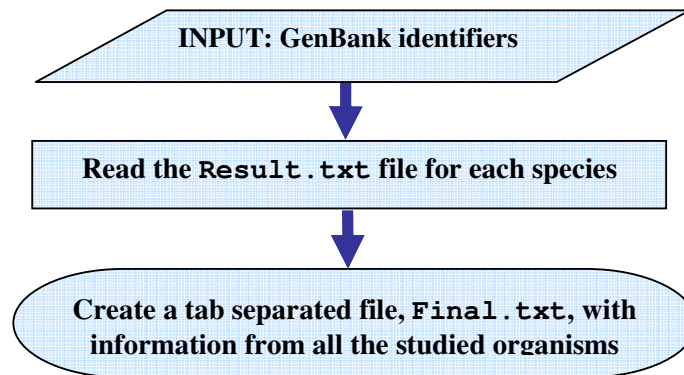 INPUT: GenBank identifiers
Read the Result.txt file for each species
Create a tab separated file, Final.txt, with
information from all the studied organisms